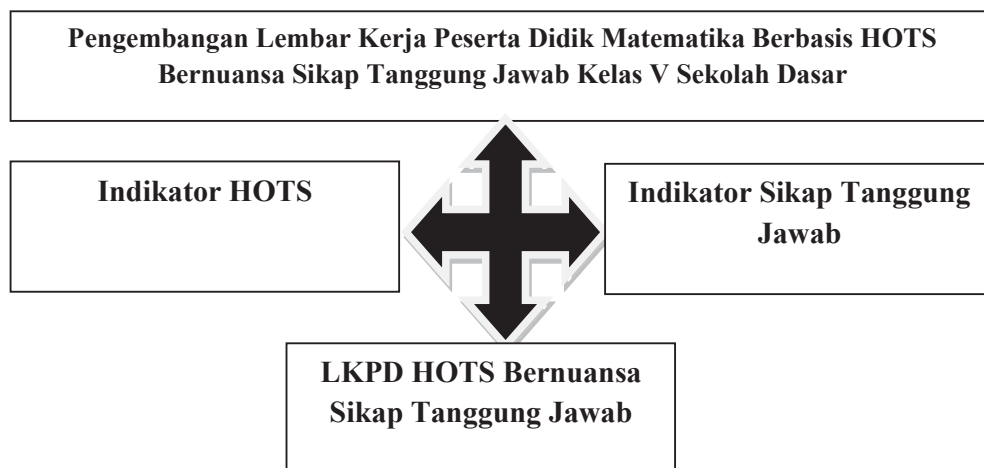 Pengembangan Lembar Kerja Peserta Didik Matematika Berbasis HOTS
Bernuansa Sikap Tanggung Jawab Kelas V Sekolah Dasar
Indikator HOTS
Indikator Sikap Tanggung
Jawab
LKPD HOTS Bernuansa
Sikap Tanggung Jawab